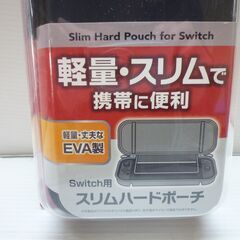 Slim Hard Pouch for Switch
軽量・スリムで
携帯に便利
軽量・丈夫な
EVA製
Switch用
スリムハードポーチ